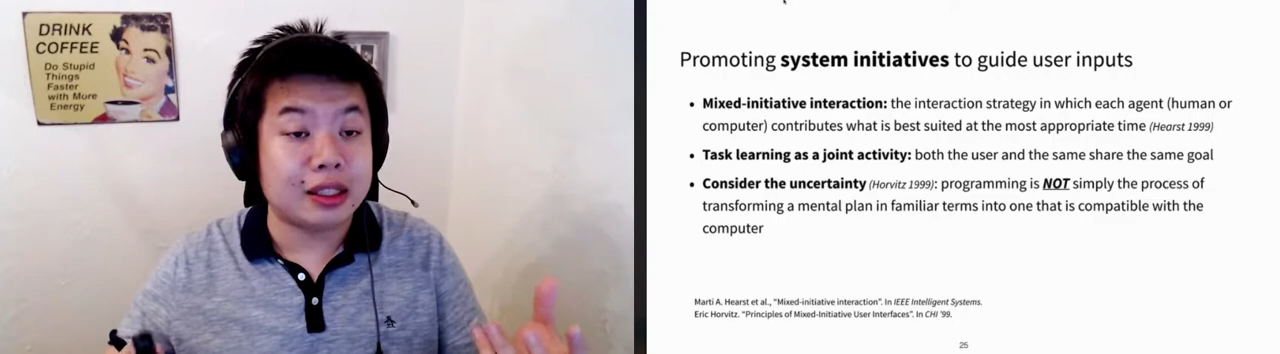 DRINK
COFFEE
Do Stupid
Things
Faster
with More
Energy
Promoting system initiatives to guide user inputs
• Mixed-initiative interaction: the interaction strategy in which each agent (human or
computer) contributes what is best suited at the most appropriate time (Hearst 1999)
• Task learning as a joint activity: both the user and the same share the same goal
• Consider the uncertainty (Horvitz 1999): programming is NOT simply the process of
transforming a mental plan in familiar terms into one that is compatible with the
computer
Marti A. Hearst et al., “Mixed-initiative interaction”. In IEEE Intelligent Systems.
Eric Horvitz. “Principles of Mixed-Initiative User Interfaces”. In CHI ’99.
25